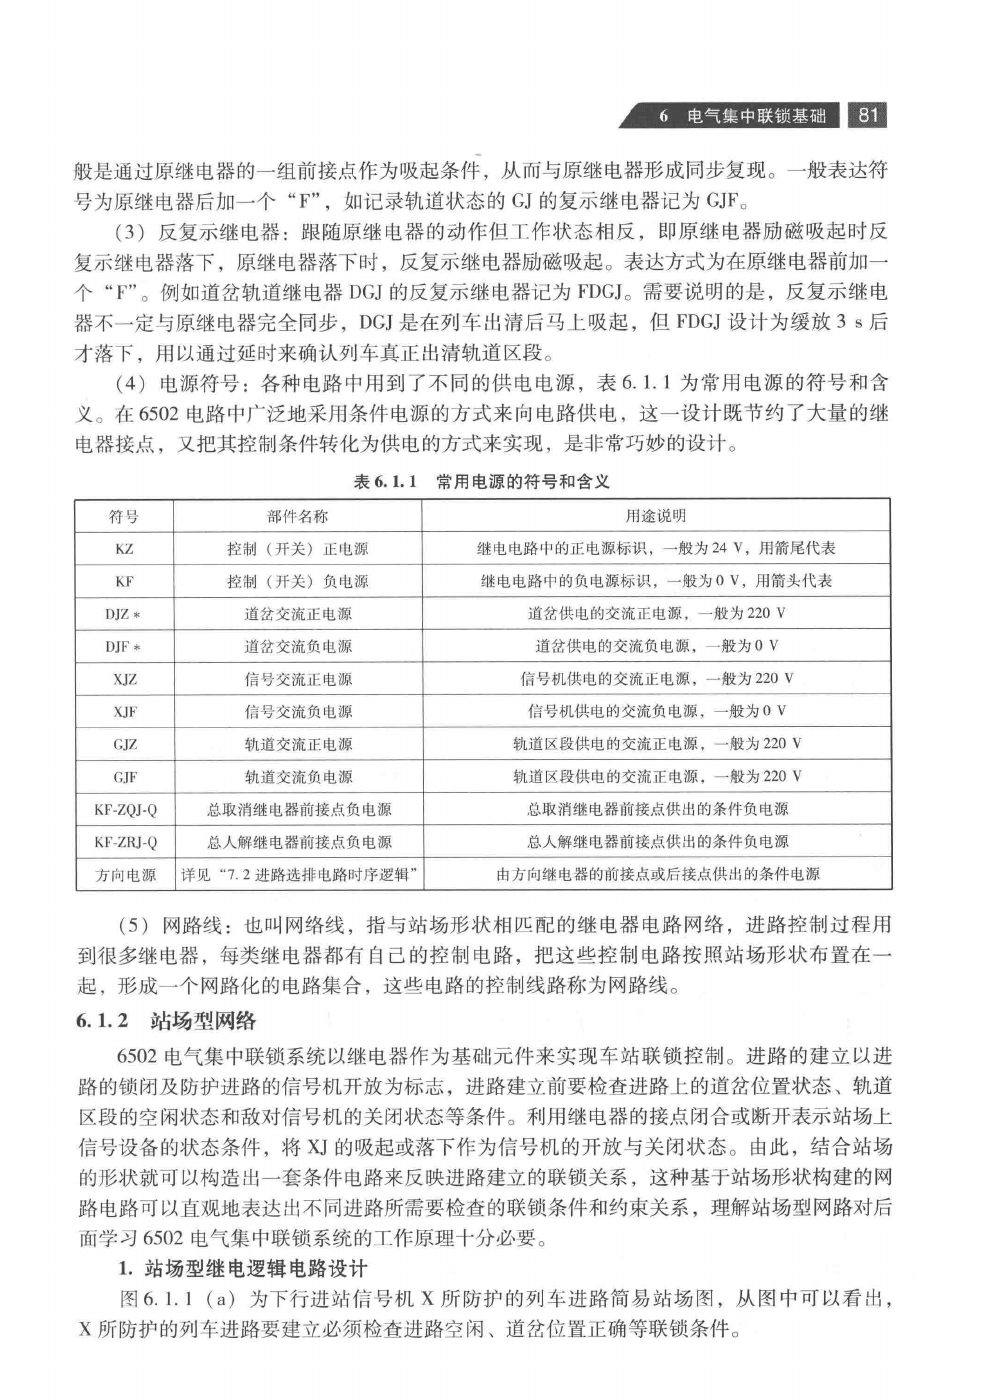 6 电气集中联锁基础 81
般是通过原继电器的一组前接点作为吸起条件，从而与原继电器形成同步复现。一般表达符
号为原继电器后加一个“F”，如记录轨道状态的 GJ 的复示继电器记为 GJF。
（3）反复示继电器：跟随原继电器的动作但工作状态相反，即原继电器励磁吸起时反
复示继电器落下，原继电器落下时，反复示继电器励磁吸起。表达方式为在原继电器前加一
个“F”。例如道岔轨道继电器 DGJ 的反复示继电器记为 FDGJ。需要说明的是，反复示继电
器不一定与原继电器完全同步，DGJ 是在列车出清后马上吸起，但 FDGJ 设计为缓放 3 s 后
才落下，用以通过延时来确认列车真正出清轨道区段。
（4）电源符号：各种电路中用到了不同的供电电源，表 6.1.1 为常用电源的符号和含
义。在 6502 电路中广泛地采用条件电源的方式来向电路供电，这一设计既节约了大量的继
电器接点，又把其控制条件转化为供电的方式来实现，是非常巧妙的设计。
表 6.1.1 常用电源的符号和含义
符号 部件名称 用途说明
KZ 控制（开关）正电源 继电电路中的正电源标识，一般为 24 V，用箭尾代表
KF 控制（开关）负电源 继电电路中的负电源标识，一般为 0 V，用箭头代表
DJZ * 道岔交流正电源 道岔供电的交流正电源，一般为 220 V
DJF * 道岔交流负电源 道岔供电的交流负电源，一般为 0 V
XJZ 信号交流正电源 信号机供电的交流正电源，一般为 220 V
XJF 信号交流负电源 信号机供电的交流负电源，一般为 0 V
GJZ 轨道交流正电源 轨道区段供电的交流正电源，一般为 220 V
GJF 轨道交流负电源 轨道区段供电的交流正电源，一般为 220 V
KF-ZQJ-Q 总取消继电器前接点负电源 总取消继电器前接点供出的条件负电源
KF-ZRJ-Q 总人解继电器前接点负电源 总人解继电器前接点供出的条件负电源
方向电源 详见“7.2 进路选排电路时序逻辑” 由方向继电器的前接点或后接点供出的条件电源
（5）网路线：也叫网络线，指与站场形状相匹配的继电器电路网络，进路控制过程用
到很多继电器，每类继电器都有自己的控制电路，把这些控制电路按照站场形状布置在一
起，形成一个网路化的电路集合，这些电路的控制线路称为网路线。
6.1.2 站场型网络
6502 电气集中联锁系统以继电器作为基础元件来实现车站联锁控制。进路的建立以进
路的锁闭及防护进路的信号机开放为标志，进路建立前要检查进路上的道岔位置状态、轨道
区段的空闲状态和敌对信号机的关闭状态等条件。利用继电器的接点闭合或断开表示站场上
信号设备的状态条件，将 XJ 的吸起或落下作为信号机的开放与关闭状态。由此，结合站场
的形状就可以构造出一套条件电路来反映进路建立的联锁关系，这种基于站场形状构建的网
路电路可以直观地表达出不同进路所需要检查的联锁条件和约束关系，理解站场型网路对后
面学习 6502 电气集中联锁系统的工作原理十分必要。
1. 站场型继电逻辑电路设计
图 6.1.1（a）为下行进站信号机 X 所防护的列车进路简易站场图，从图中可以看出，
X 所防护的列车进路要建立必须检查进路空闲、道岔位置正确等联锁条件。